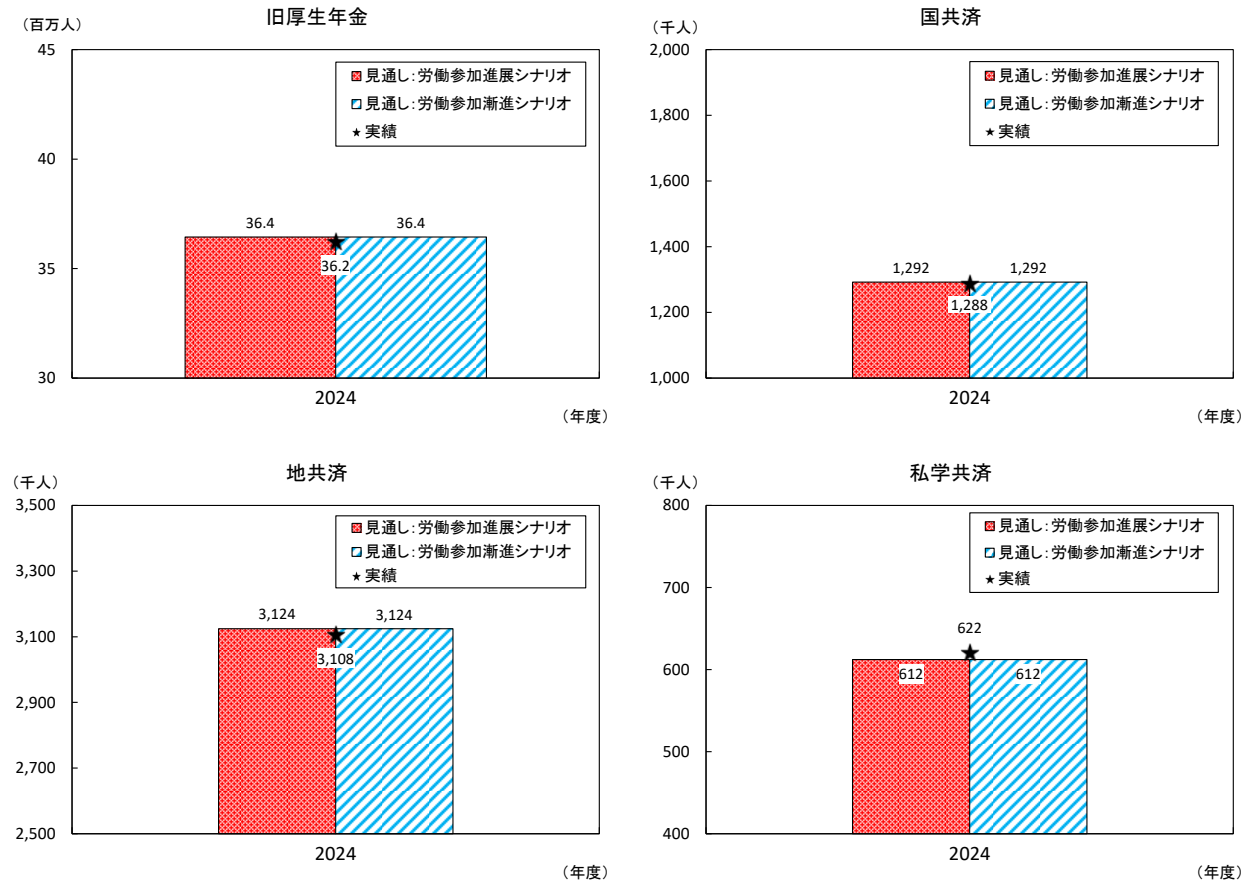 旧厚生年金
（百万人）
45
40
35
30
見通し：労働参加進展シナリオ
見通し：労働参加漸進シナリオ
★実績
36.4
36.4
36.2
2024
（年度）
国共済
（千人）
2,000
1,800
1,600
1,400
1,200
1,000
見通し：労働参加進展シナリオ
見通し：労働参加漸進シナリオ
★実績
1,292
1,292
1,288
2024
（年度）
地共済
（千人）
3,500
3,300
3,100
2,900
2,700
2,500
見通し：労働参加進展シナリオ
見通し：労働参加漸進シナリオ
★実績
3,124
3,124
3,108
2024
（年度）
私学共済
（千人）
800
700
600
500
400
見通し：労働参加進展シナリオ
見通し：労働参加漸進シナリオ
★実績
622
612
612
2024
（年度）